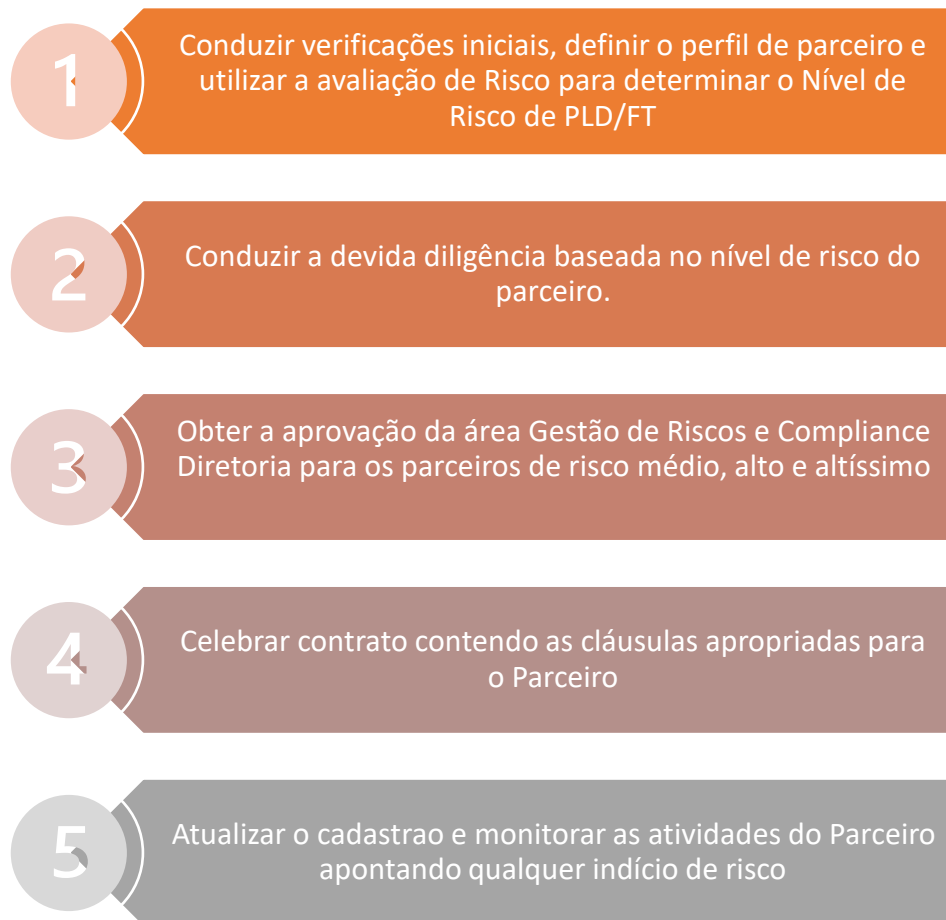 1
Conduzir verificações iniciais, definir o perfil de parceiro e
utilizar a avaliação de Risco para determinar o Nível de
Risco de PLD/FT
2
Conduzir a devida diligência baseada no nível de risco do
parceiro.
3
Obter a aprovação da área Gestão de Riscos e Compliance
Diretoria para os parceiros de risco médio, alto e altíssimo
4
Celebrar contrato contendo as cláusulas apropriadas para
o Parceiro
5
Atualizar o cadastrao e monitorar as atividades do Parceiro
apontando qualquer indício de risco